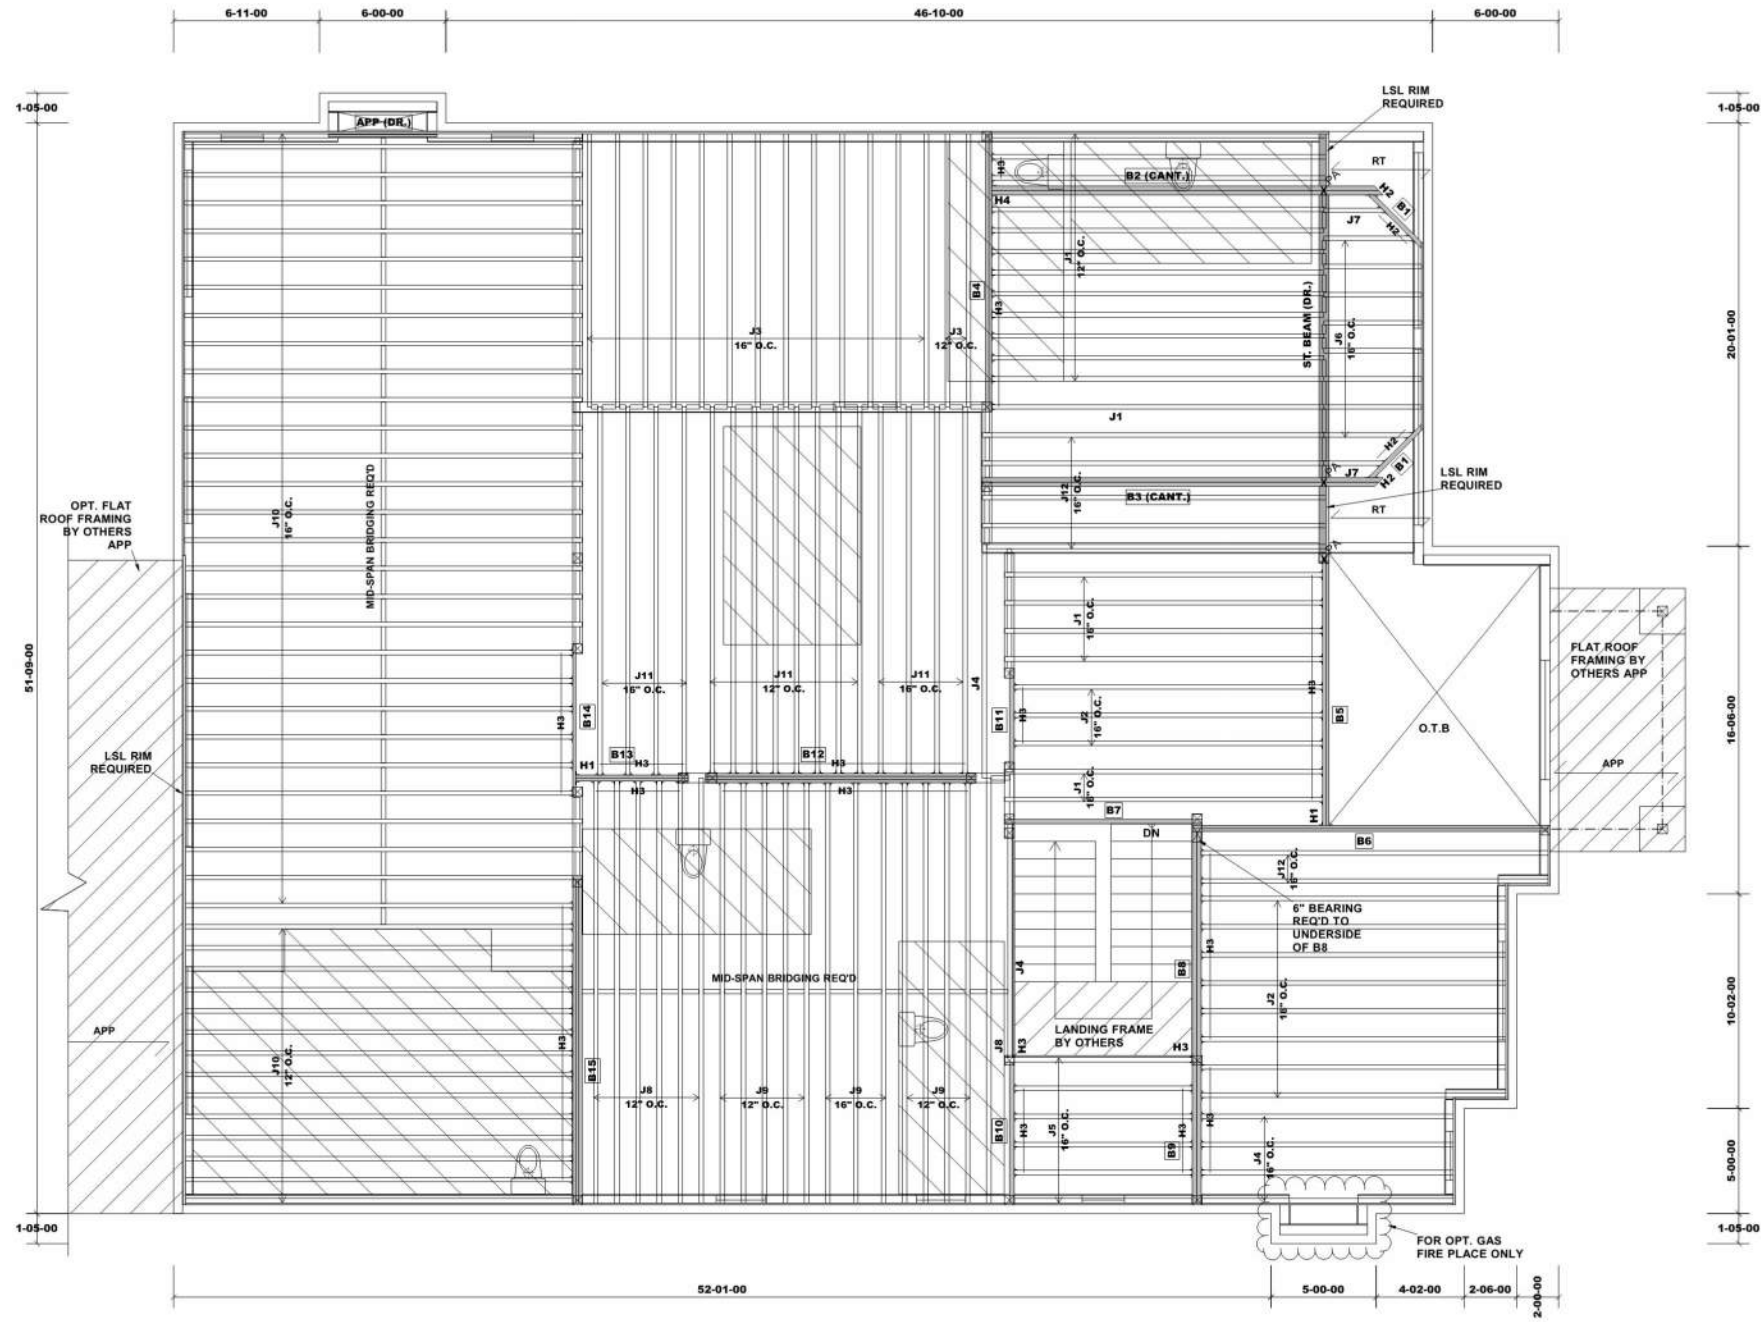 6-11-00
6-00-00
46-10-00
6-00-00
1-05-00
1-05-00
LSL RIM
REQUIRED
APP (DR.)
RT
PA
H3
B2 (CANT.)
H2
B1
H4
J7
H2
J1
12" O.C.
B4
H3
ST. BEAM (DR.)
J6
16" O.C.
20-01-00
J3
16" O.C.
J3
12" O.C.
J1
H2
B1
H2
PA
J7
LSL RIM
REQUIRED
MID-SPAN BRIDGING REQ'D
J10
16" O.C.
J12
16" O.C.
B3 (CANT.)
RT
PA
OPT. FLAT
ROOF FRAMING
BY OTHERS
APP
J1
16" O.C.
51-09-00
FLAT ROOF
FRAMING BY
OTHERS APP
J11
16" O.C.
J11
12" O.C.
J11
16" O.C.
J4
H3
B14
B11
H3
J2
16" O.C.
H3
B5
O.T.B
16-06-00
LSL RIM
REQUIRED
B13
H1
H3
B12
H3
APP
H3
H3
J1
16" O.C.
B7
H1
DN
B6
J12
16" O.C.
6" BEARING
REQ'D TO
UNDERSIDE
OF B8
H3
MID-SPAN BRIDGING REQ'D
J4
B8
J2
16" O.C.
10-02-00
APP
H3
J10
12" O.C.
LANDING FRAME
BY OTHERS
J8
H3
H3
B15
J8
12" O.C.
J9
12" O.C.
J9
16" O.C.
J9
12" O.C.
B10
H3
J5
16" O.C.
H3
B9
H3
J4
16" O.C.
5-00-00
1-05-00
1-05-00
FOR OPT. GAS
FIRE PLACE ONLY
52-01-00
5-00-00
4-02-00
2-06-00
2-00-00